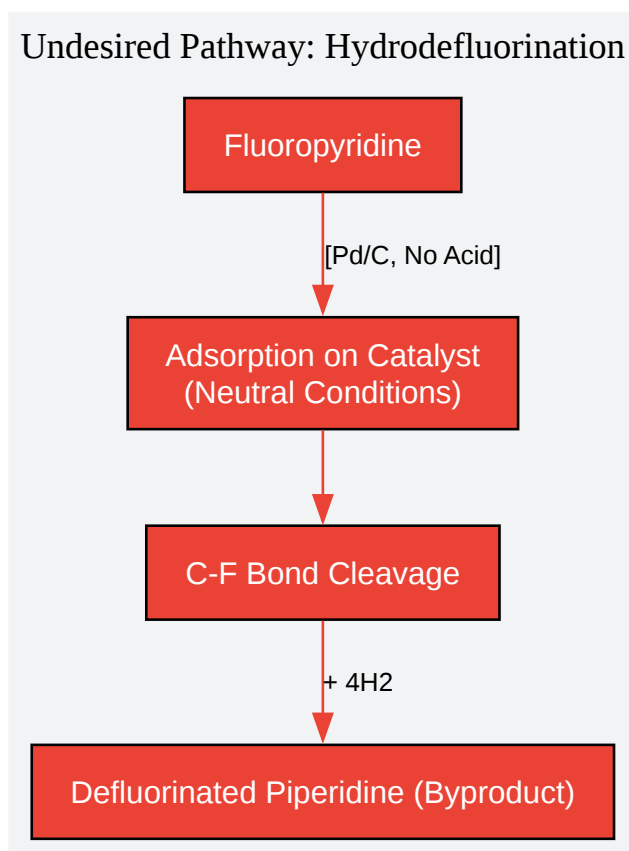 Undesired Pathway: Hydrodefluorination
Fluoropyridine
[Pd/C, No Acid]
Adsorption on Catalyst
(Neutral Conditions)
C-F Bond Cleavage
+ 4H2
Defluorinated Piperidine (Byproduct)